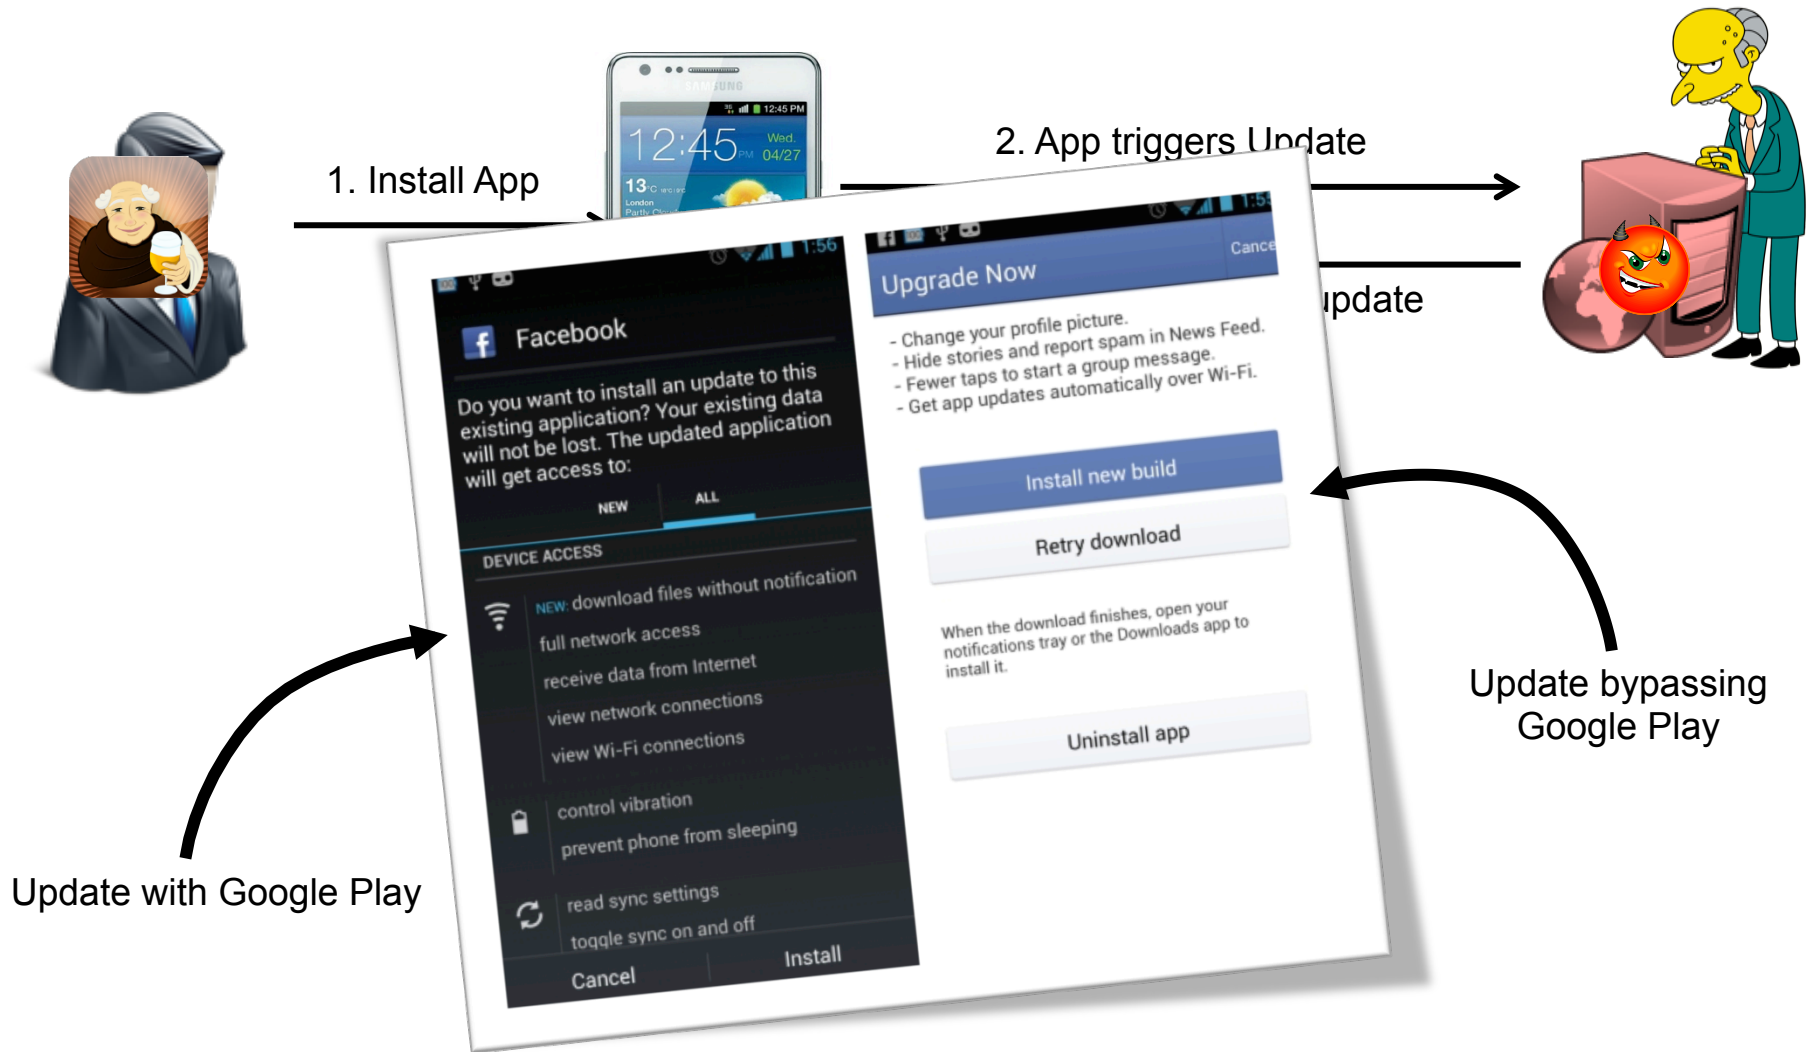 SAMSUNG
12:45 PM
12:45 PM
Wed.
04/27
13°C
London
Partly
1. Install App
2. App triggers Update
update
1:56
Facebook
Do you want to install an update to this
existing application? Your existing data
will not be lost. The updated application
will get access to:
NEW
ALL
DEVICE ACCESS
NEW: download files without notification
full network access
receive data from Internet
view network connections
view Wi-Fi connections
control vibration
prevent phone from sleeping
read sync settings
toggle sync on and off
Cancel
Install
1:55
Upgrade Now
Cance
- Change your profile picture.
- Hide stories and report spam in News Feed.
- Fewer taps to start a group message.
- Get app updates automatically over Wi-Fi.
Install new build
Retry download
When the download finishes, open your
notifications tray or the Downloads app to
install it.
Uninstall app
Update with Google Play
Update bypassing
Google Play